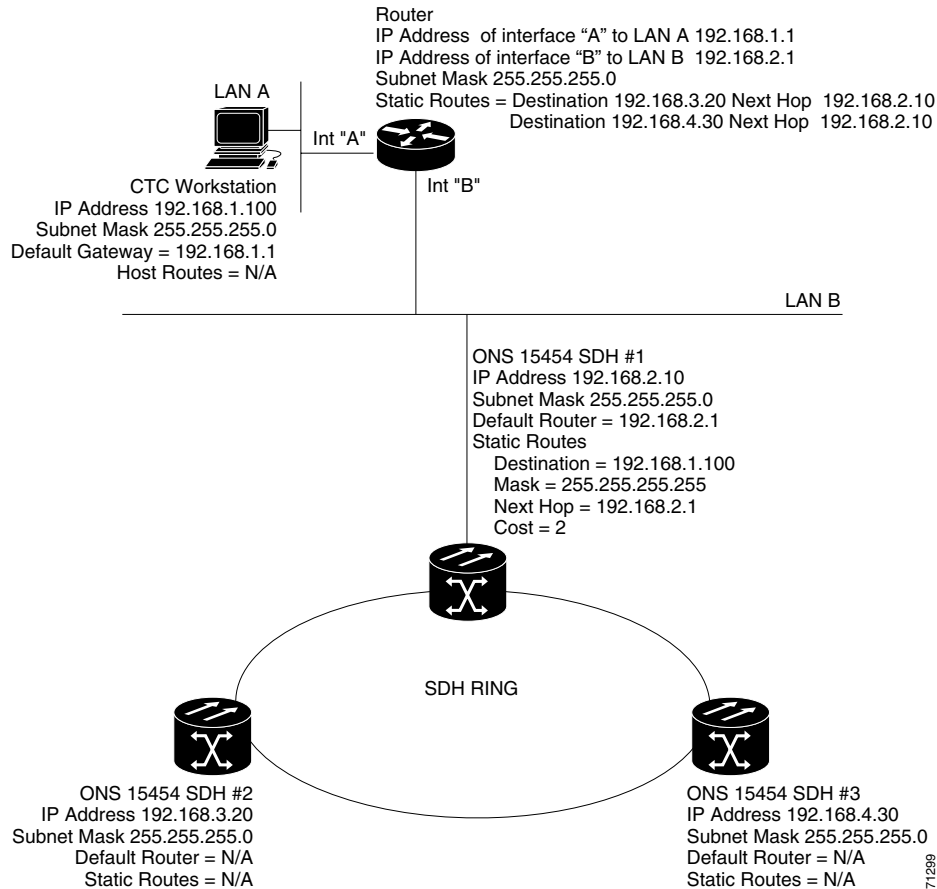 Router
IP Address of interface “A” to LAN A 192.168.1.1
IP Address of interface “B” to LAN B 192.168.2.1
Subnet Mask 255.255.255.0
Static Routes = Destination 192.168.3.20 Next Hop 192.168.2.10
Destination 192.168.4.30 Next Hop 192.168.2.10
LAN A
Int "A"
Int "B"
CTC Workstation
IP Address 192.168.1.100
Subnet Mask 255.255.255.0
Default Gateway = 192.168.1.1
Host Routes = N/A
LAN B
ONS 15454 SDH #1
IP Address 192.168.2.10
Subnet Mask 255.255.255.0
Default Router = 192.168.2.1
Static Routes
Destination = 192.168.1.100
Mask = 255.255.255.255
Next Hop = 192.168.2.1
Cost = 2
SDH RING
ONS 15454 SDH #2
IP Address 192.168.3.20
Subnet Mask 255.255.255.0
Default Router = N/A
Static Routes = N/A
ONS 15454 SDH #3
IP Address 192.168.4.30
Subnet Mask 255.255.255.0
Default Router = N/A
Static Routes = N/A
71299